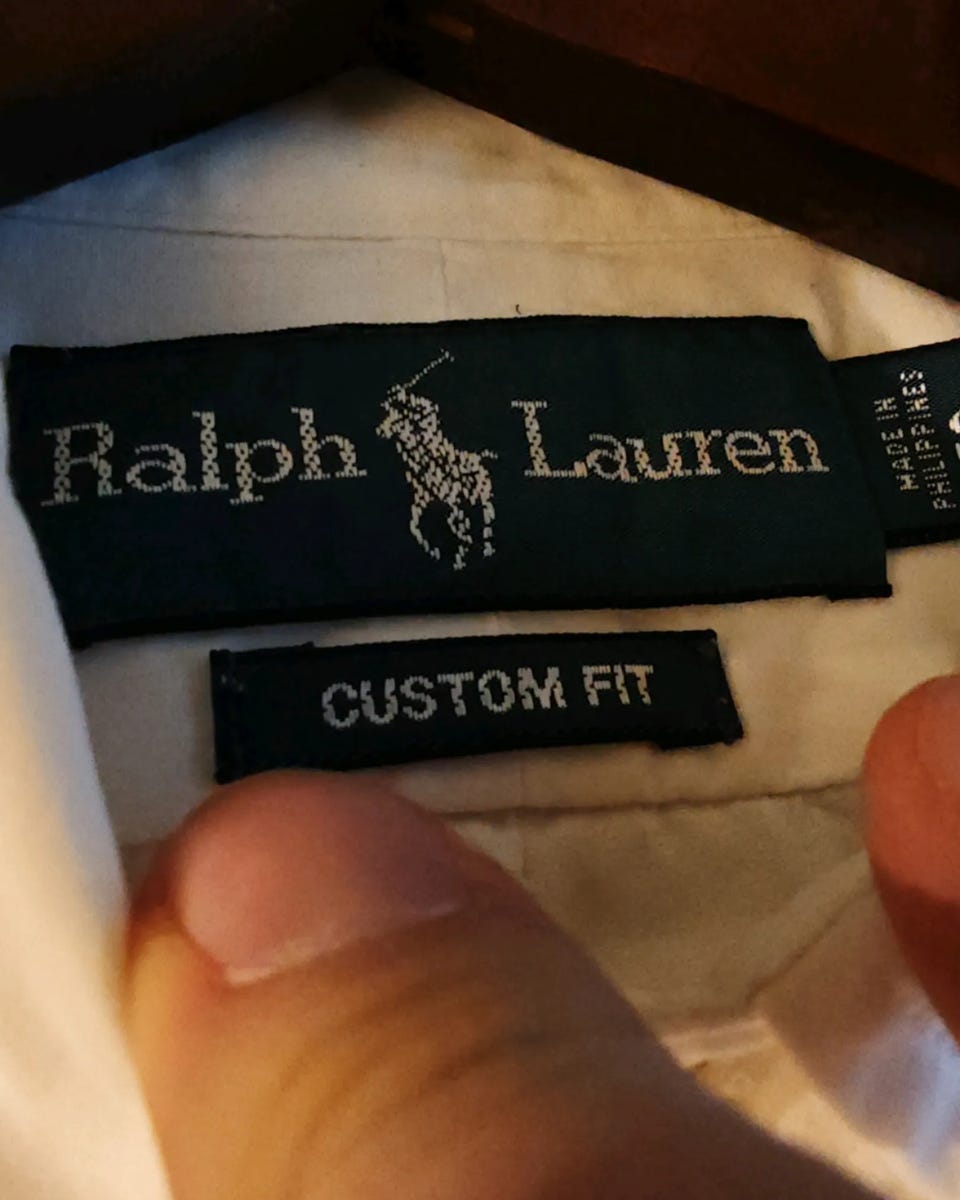 Ralph Lauren
MADE IN
PHILIPPINES
CUSTOM FIT